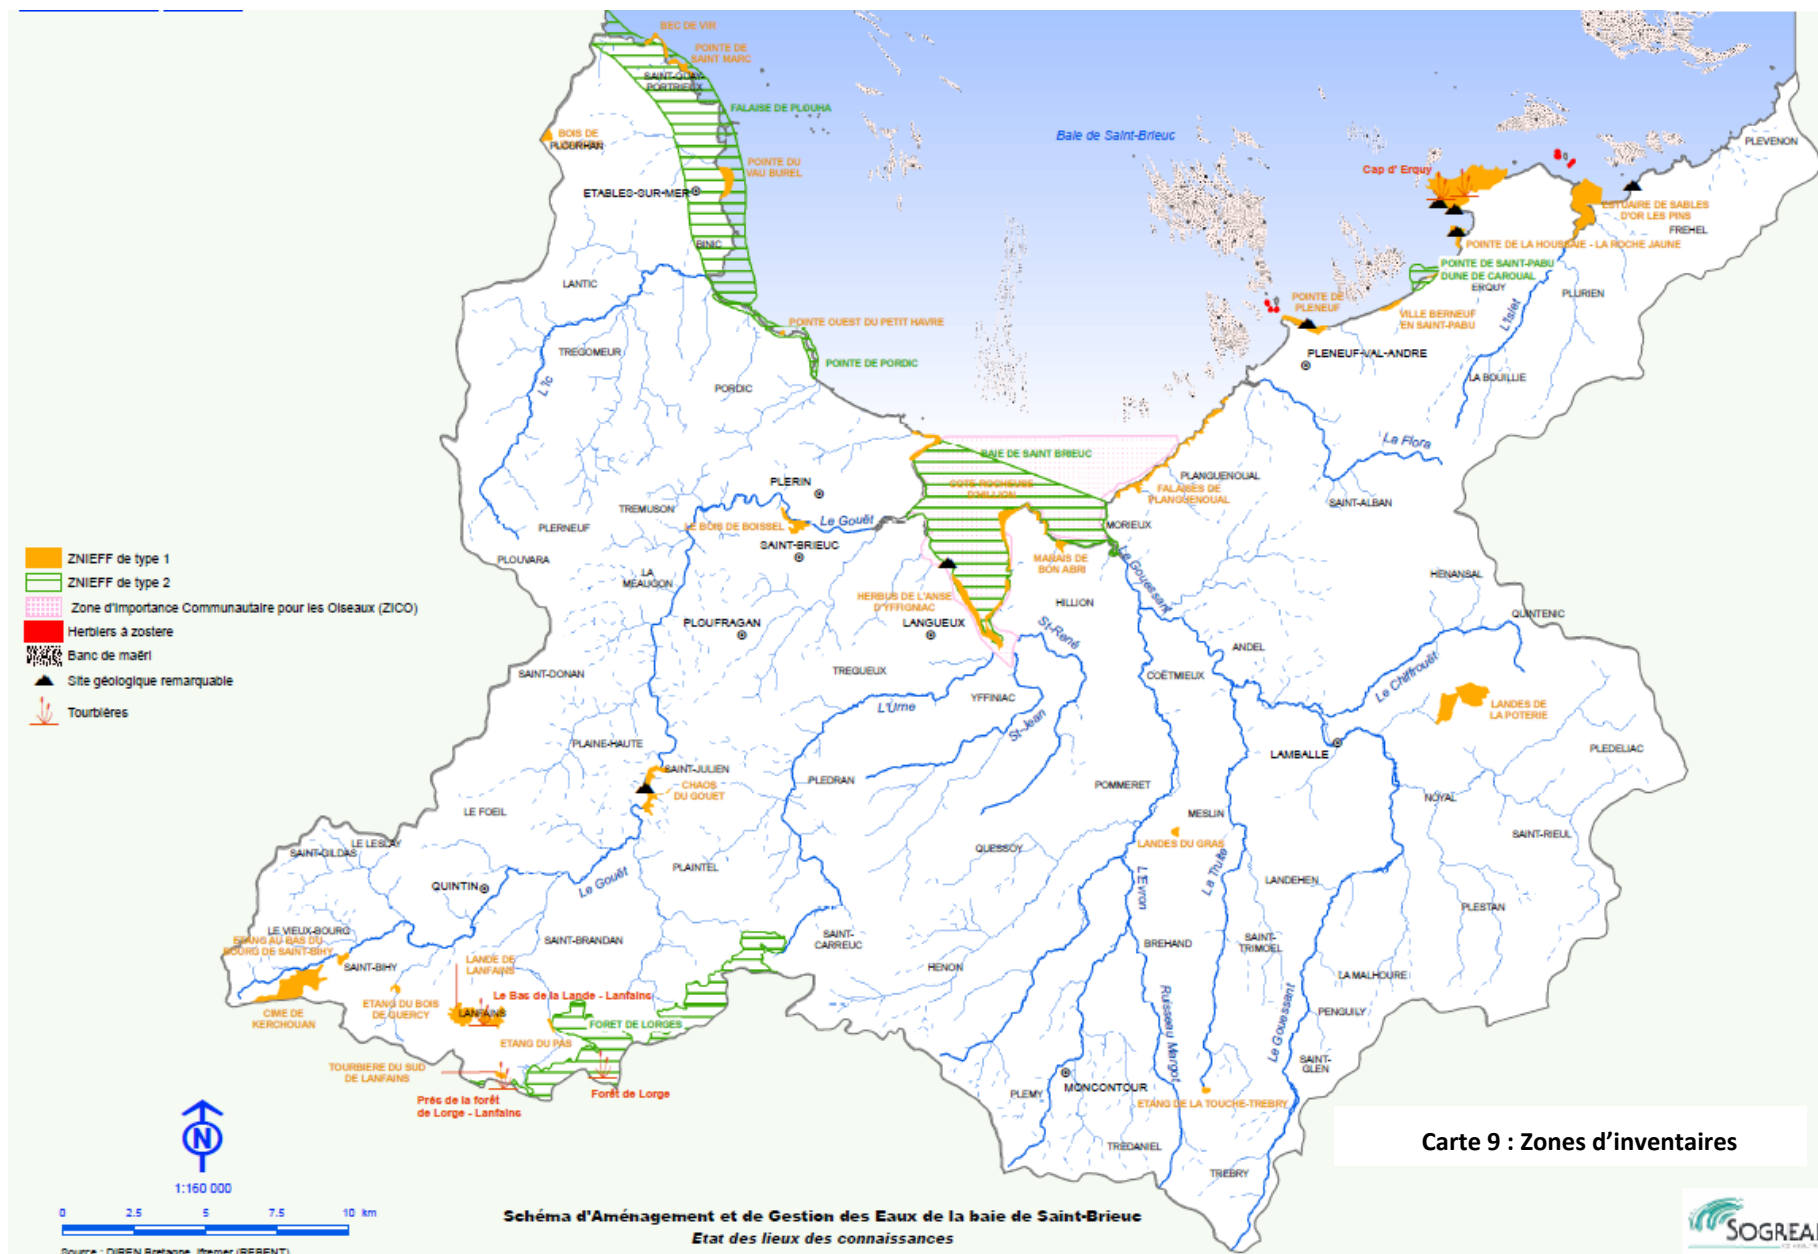 BEC DE VIR
POINTE DE
SAINT MARC
SAINT-QUAY-
PORTRIEUX
FALAISE DE PLOUHA
BOIS DE
PLOURHAN
POINTE DU
VAU BUREL
ETABLES-SUR-MER
BINIC
LANTIC
Baie de Saint-Brieuc
PLEVENON
Cap d' Erquy
ESTUAIRE DE SABLES
D'OR LES PINS
FREHEL
POINTE DE LA HOUSSAIE - LA ROCHE JAUNE
POINTE DE SAINT-PABU
DUNE DE CAROUAL
ERQUY
PLURIEN
L'Islet
POINTE DE
PLENEUF
VILLE BERNEUF
EN SAINT-PABU
PLENEUF-VAL-ANDRE
LA BOUILLIE
POINTE OUEST DU PETIT HAVRE
TREGOMEUR
POINTE DE PORDIC
L'Ic
PORDIC
La Flora
BAIE DE SAINT BRIEUC
PLANGUENOUAL
FALAISES DE
PLANGUENOUAL
SAINT-ALBAN
COTE ROCHEUSE
D'HILLION
PLERIN
TREMUSON
LE BOIS DE BOISSEL
Le Gouët
SAINT-BRIEUC
PLERNEUF
PLOUVARA
MORIEUX
MARAIS DE
BON ABRI
Le Gouessant
HENANSAL
QUINTENIC
LA
MEAUGON
HERBUS DE L'ANSE
D'YFFIGNIAC
HILLION
PLOUFRAGAN
LANGUEUX
St-René
ANDEL
ZNIEFF de type 1
ZNIEFF de type 2
Zone d'Importance Communautaire pour les Oiseaux (ZICO)
Herbiers à zostere
Banc de maërl
Site géologique remarquable
Tourbières
SAINT-DONAN
TREGUEUX
COËTMIEUX
Le Chiffrouët
YFFINIAC
L'Urne
St-Jean
LANDES DE
LA POTERIE
PLAINE-HAUTE
LAMBALLE
PLEDELIAC
SAINT-JULIEN
CHAOS
DU GOUET
PLEDRAN
POMMERET
NOYAL
LE FOEIL
MESLIN
SAINT-RIEUL
LE LESLAY
SAINT-GILDAS
QUESSOY
LANDES DU GRAS
PLAINTEL
QUINTIN
Le Gouët
L'Evron
La Truite
LANDEHEN
PLESTAN
LE VIEUX-BOURG
ETANG AU BAS DU
BOURG DE SAINT-BIHY
SAINT-BIHY
SAINT-BRANDAN
SAINT-
CARREUC
BREHAND
SAINT-
TRIMOEL
LANDE DE
LANFAINS
HENON
LA MALHOURE
Le Bas de la Lande - Lanfains
CIME DE
KERCHOUAN
ETANG DU BOIS
DE GUERCY
LANFAINS
FORET DE LORGES
PENGUILY
Ruisseau Margot
Le Gouessant
ETANG DU PAS
TOURBIERE DU SUD
DE LANFAINS
SAINT-
GLEN
Forêt de Lorge
Près de la forêt
de Lorge - Lanfains
PLEMY
MONCONTOUR
ETANG DE LA TOUCHE-TREBRY
TREDANIEL
TREBRY
Carte 9 : Zones d'inventaires
N
1:160 000
0 2.5 5 7.5 10 km
Schéma d'Aménagement et de Gestion des Eaux de la baie de Saint-Brieuc
Etat des lieux des connaissances
Source : DIREN Bretagne, Ifremer (REBENT)
SOGREAH